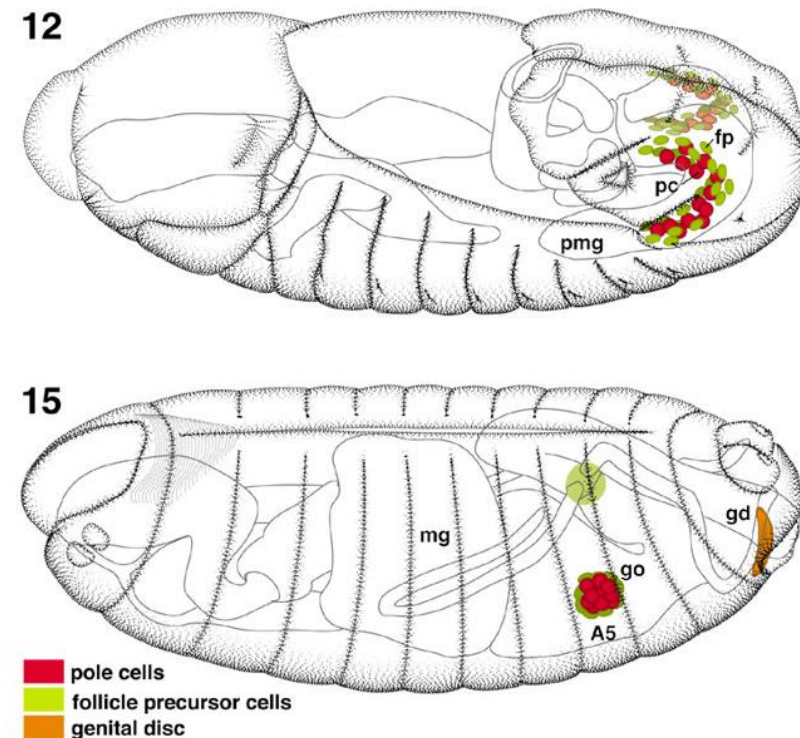 12
fp
pc
pmg
15
gd
mg
go
A5
pole cells
follicle precursor cells
genital disc